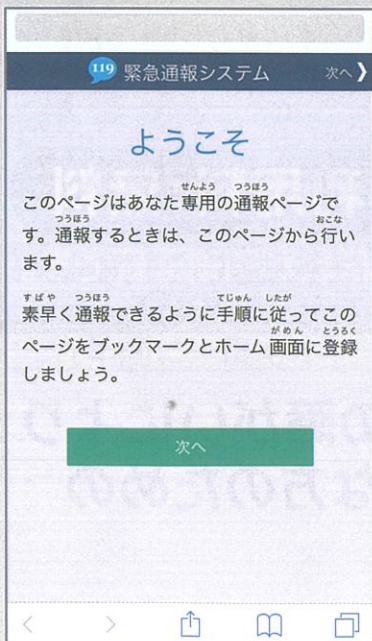 119 緊急通報システム 次へ ❯
ようこそ
このページはあなた専用の通報ページで
す。通報するときは、このページから行い
ます。
素早く通報できるように手順に従ってこの
ページをブックマークとホーム画面に登録
しましょう。
次へ